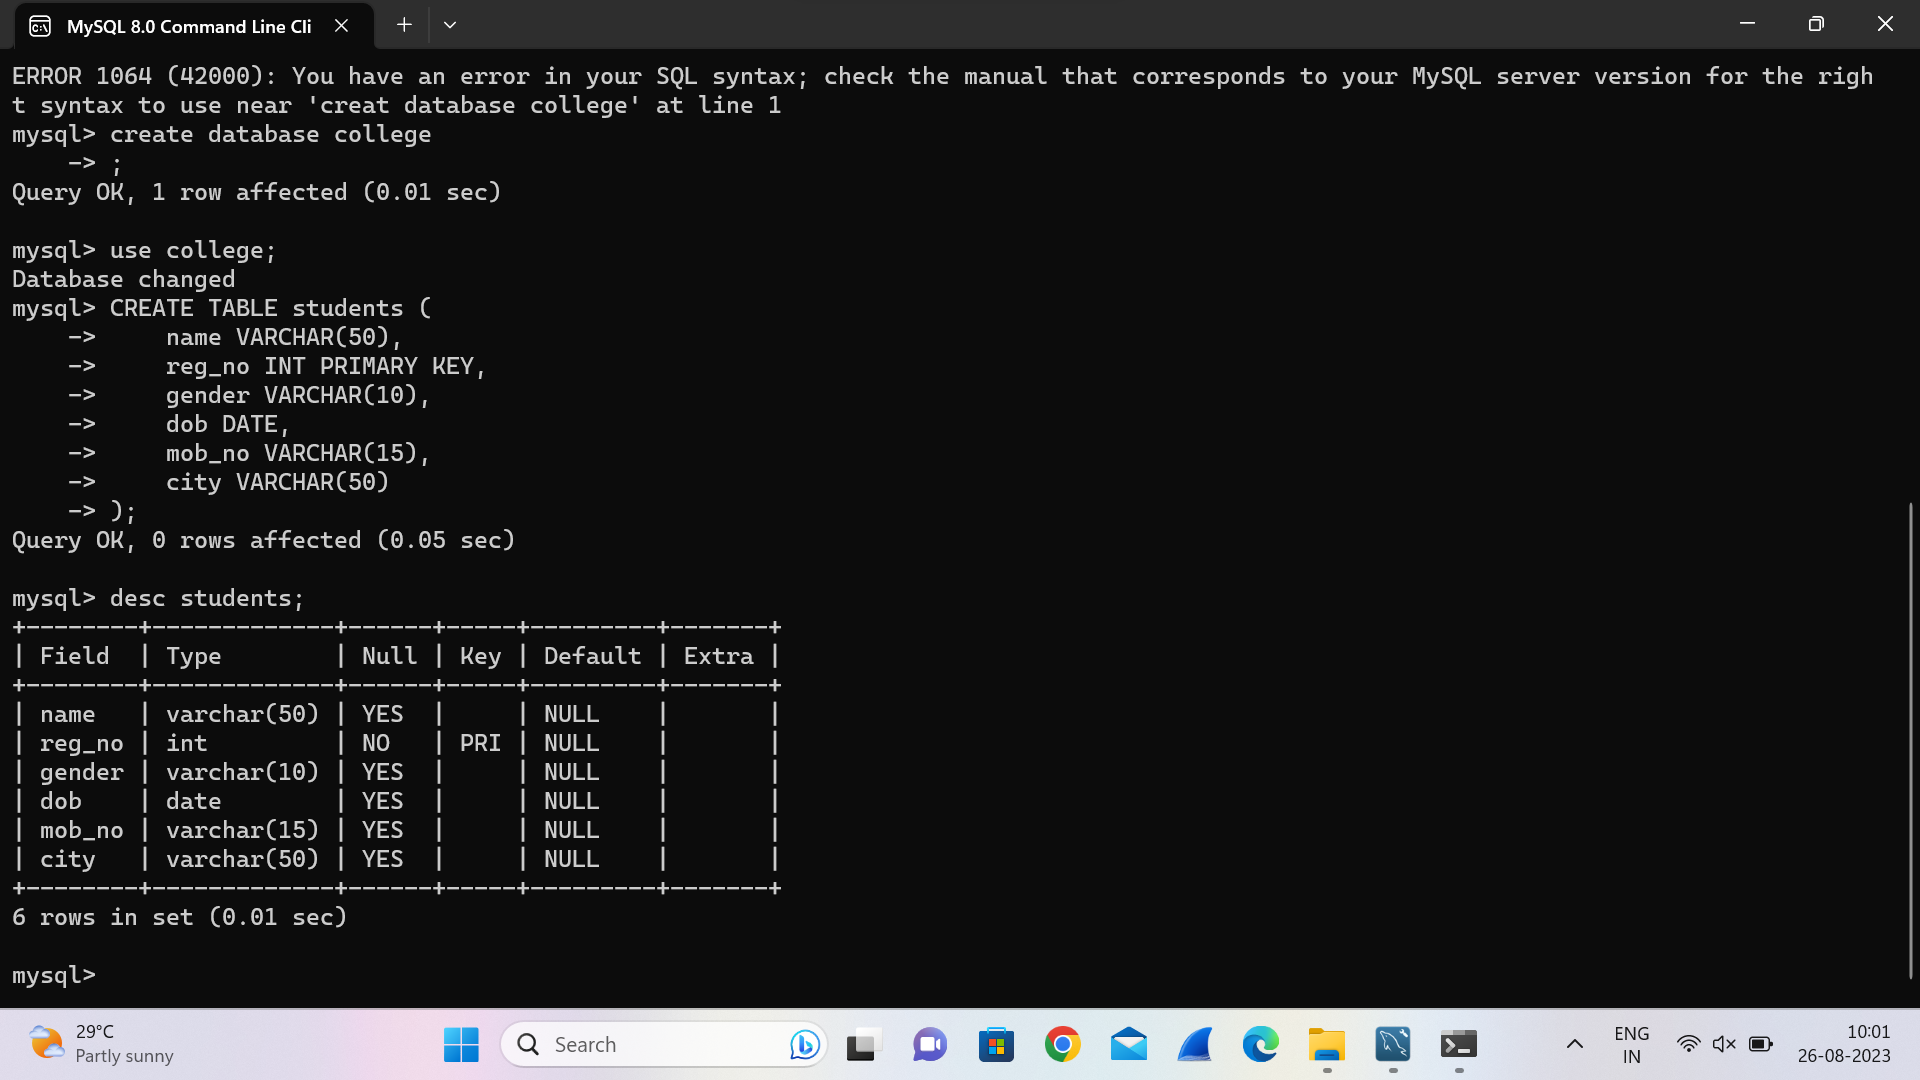 MySQL 8.0 Command Line Cli
ERROR 1064 (42000): You have an error in your SQL syntax; check the manual that corresponds to your MySQL server version for the righ
t syntax to use near 'creat database college' at line 1
mysql> create database college
    -> ;
Query OK, 1 row affected (0.01 sec)
mysql> use college;
Database changed
mysql> CREATE TABLE students (
    ->     name VARCHAR(50),
    ->     reg_no INT PRIMARY KEY,
    ->     gender VARCHAR(10),
    ->     dob DATE,
    ->     mob_no VARCHAR(15),
    ->     city VARCHAR(50)
    -> );
Query OK, 0 rows affected (0.05 sec)
mysql> desc students;
+--------+-------------+------+-----+---------+-------+
| Field  | Type        | Null | Key | Default | Extra |
+--------+-------------+------+-----+---------+-------+
| name   | varchar(50) | YES  |     | NULL    |       |
| reg_no | int         | NO   | PRI | NULL    |       |
| gender | varchar(10) | YES  |     | NULL    |       |
| dob    | date        | YES  |     | NULL    |       |
| mob_no | varchar(15) | YES  |     | NULL    |       |
| city   | varchar(50) | YES  |     | NULL    |       |
+--------+-------------+------+-----+---------+-------+
6 rows in set (0.01 sec)
mysql>
29°C
Partly sunny
Search
ENG
IN
10:01
26-08-2023